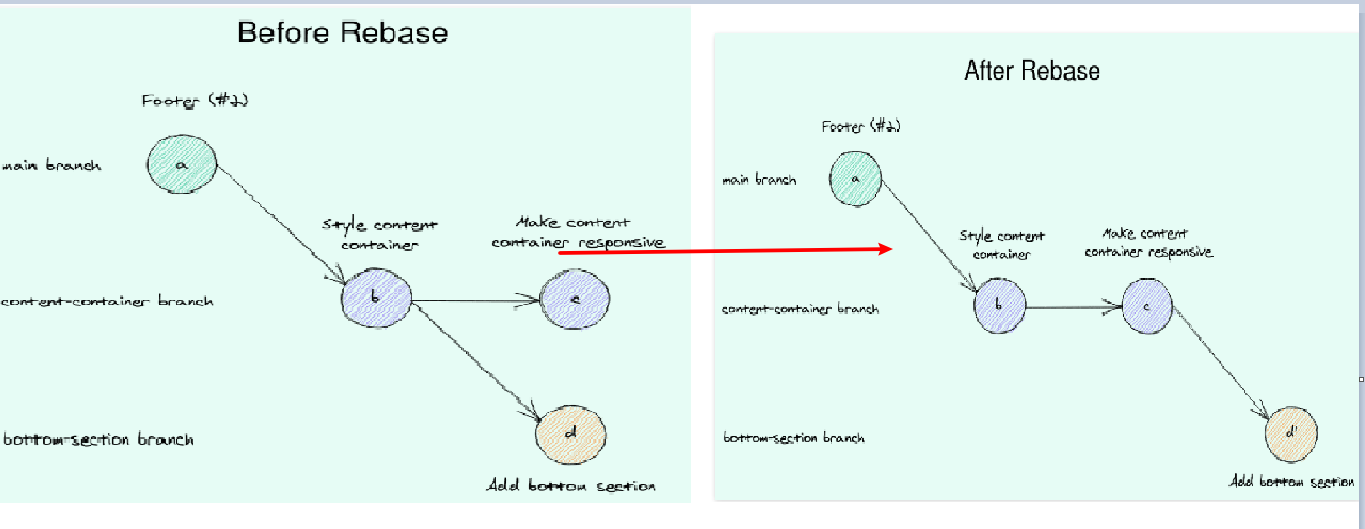 Before Rebase
Footer (#2)
main branch
a
Style content
container
Make content
container responsive
content-container branch
b
c
bottom-section branch
d
Add bottom section
After Rebase
Footer (#2)
main branch
a
Style content
container
Make content
container responsive
content-container branch
b
c
bottom-section branch
d'
Add bottom section